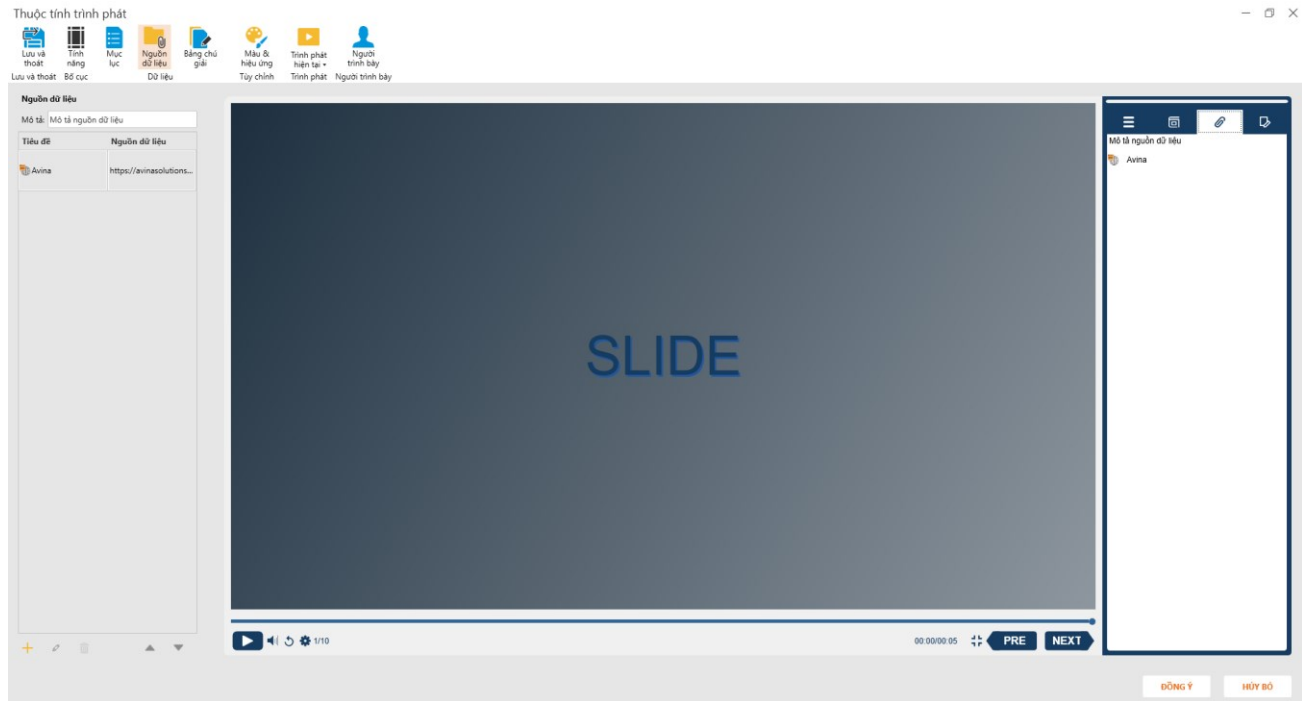 Thuộc tính trình phát
Lưu và thoát
Tính năng
Mục lục
Nguồn dữ liệu
Bảng chú giải
Màu & hiệu ứng
Trình phát hiện tại
Người trình bày
Lưu và thoát Bố cục Dữ liệu Tùy chỉnh Trình phát Người trình bày
Nguồn dữ liệu
Mô tả: Mô tả nguồn dữ liệu
Tiêu đề Nguồn dữ liệu
Avina https://avinasolutions...
SLIDE
1/10 00:00/00:05 PRE NEXT
Mô tả nguồn dữ liệu
Avina
ĐỒNG Ý HỦY BỎ